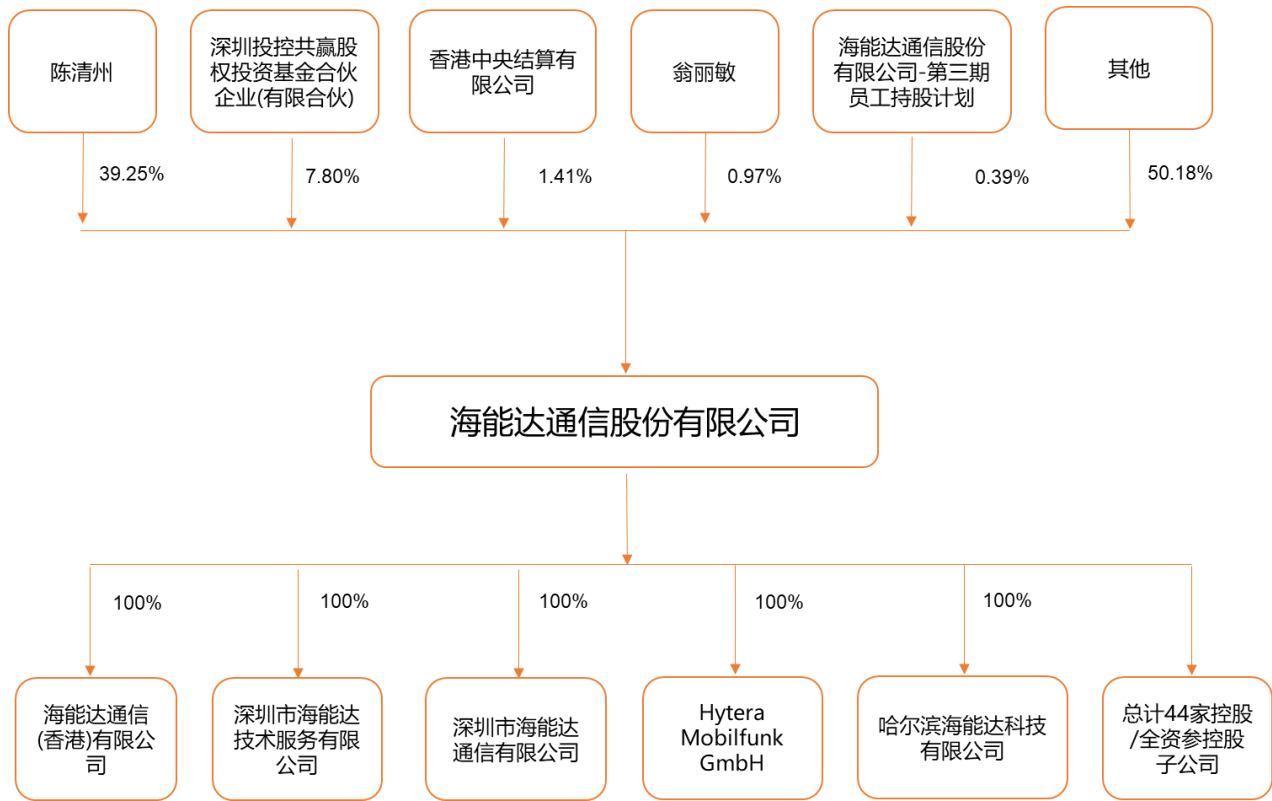 陈清州
深圳投控共赢股
权投资基金合伙
企业(有限合伙)
香港中央结算有
限公司
翁丽敏
海能达通信股份
有限公司-第三期
员工持股计划
其他
39.25%
7.80%
1.41%
0.97%
0.39%
50.18%
海能达通信股份有限公司
100%
100%
100%
100%
100%
海能达通信
(香港)有限公
司
深圳市海能达
技术服务有限
公司
深圳市海能达
通信有限公司
Hytera
Mobilfunk
GmbH
哈尔滨海能达科技
有限公司
总计44家控股
/全资参控股
子公司